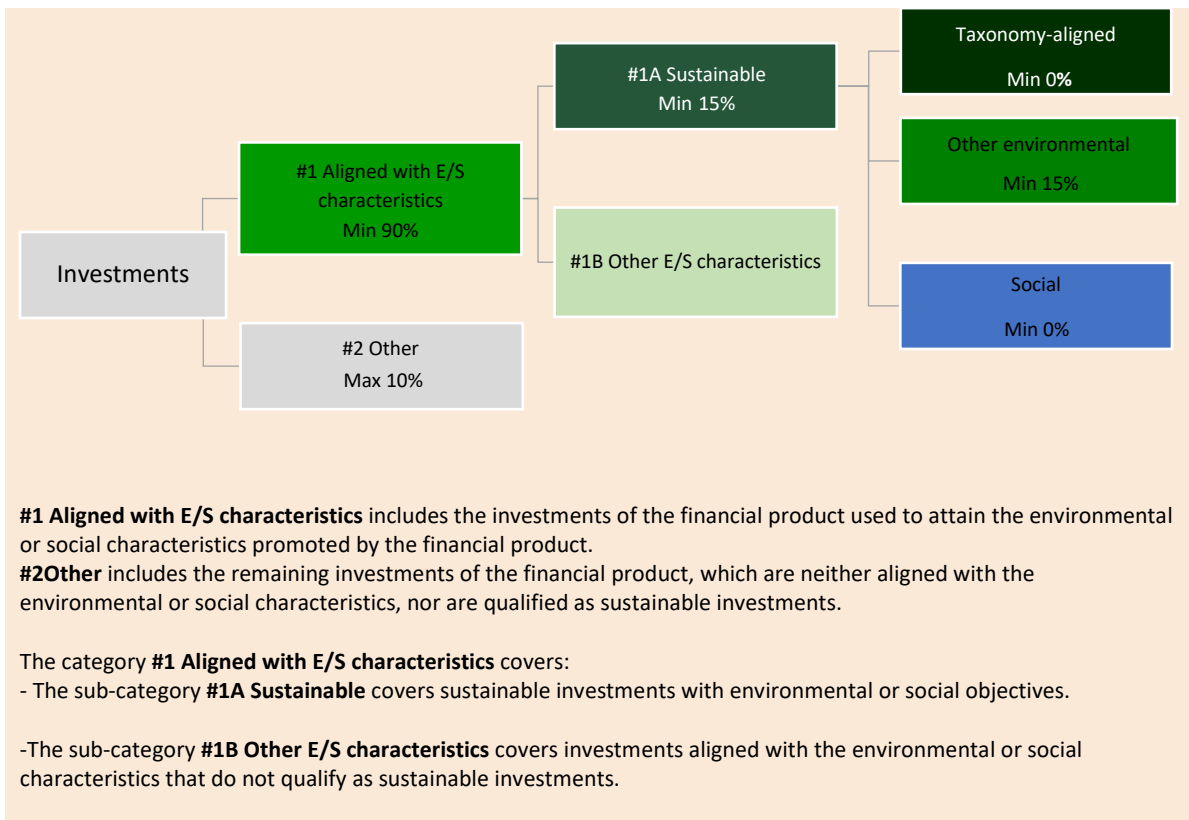 Taxonomy-aligned
Min 0%
#1A Sustainable
Min 15%
Other environmental
Min 15%
#1 Aligned with E/S
characteristics
Min 90%
#1B Other E/S characteristics
Investments
Social
Min 0%
#2 Other
Max 10%
#1 Aligned with E/S characteristics includes the investments of the financial product used to attain the environmental
or social characteristics promoted by the financial product.
#2Other includes the remaining investments of the financial product, which are neither aligned with the
environmental or social characteristics, nor are qualified as sustainable investments.
The category #1 Aligned with E/S characteristics covers:
- The sub-category #1A Sustainable covers sustainable investments with environmental or social objectives.
-The sub-category #1B Other E/S characteristics covers investments aligned with the environmental or social
characteristics that do not qualify as sustainable investments.